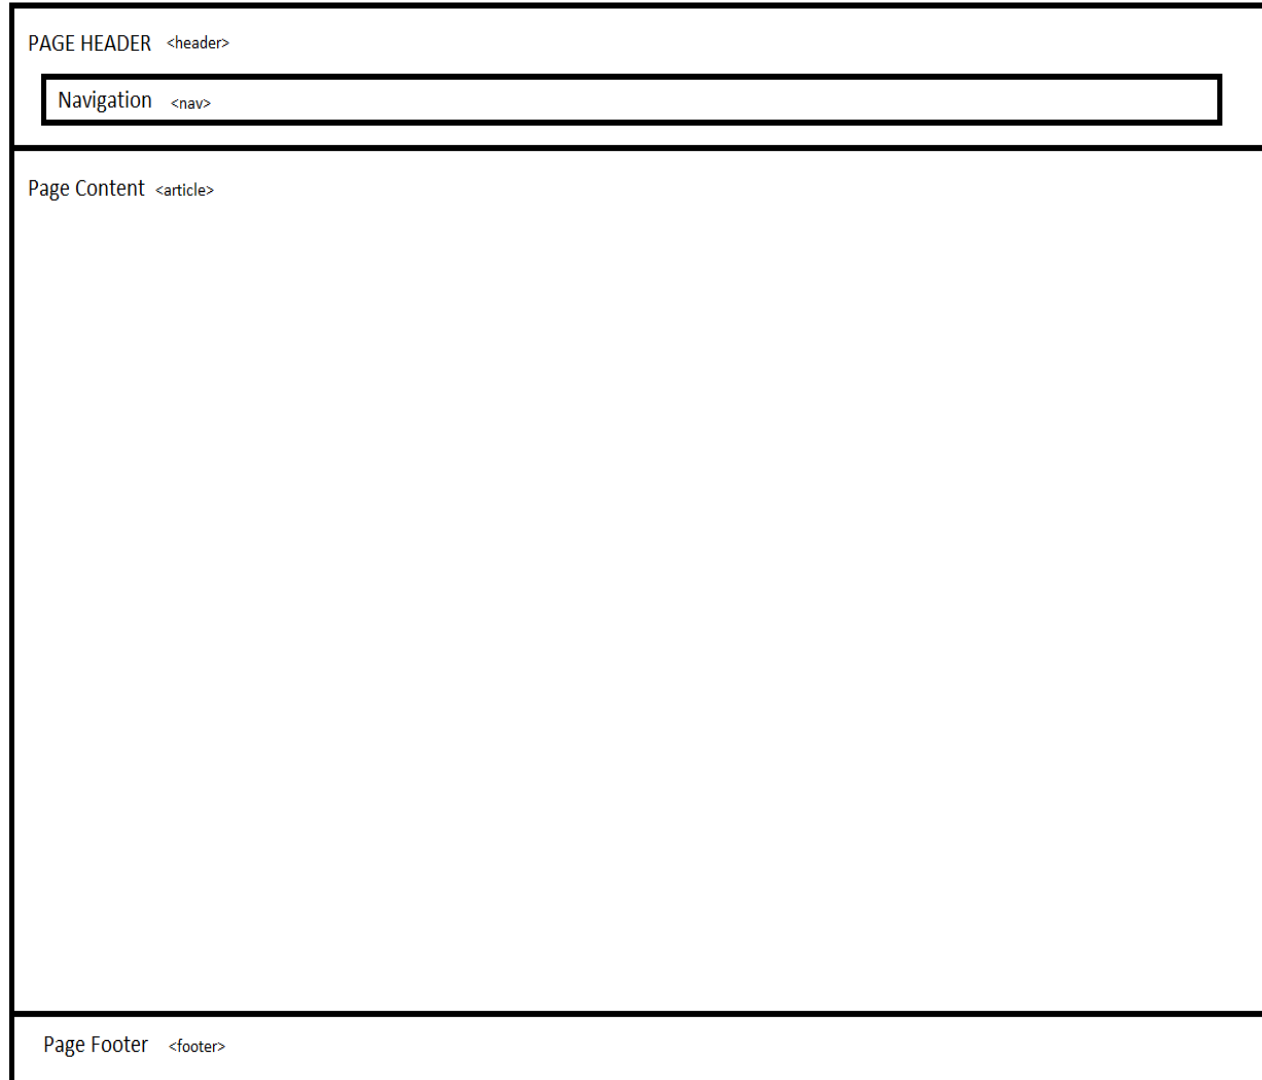 PAGE HEADER <header>
Navigation <nav>
Page Content <article>
Page Footer <footer>